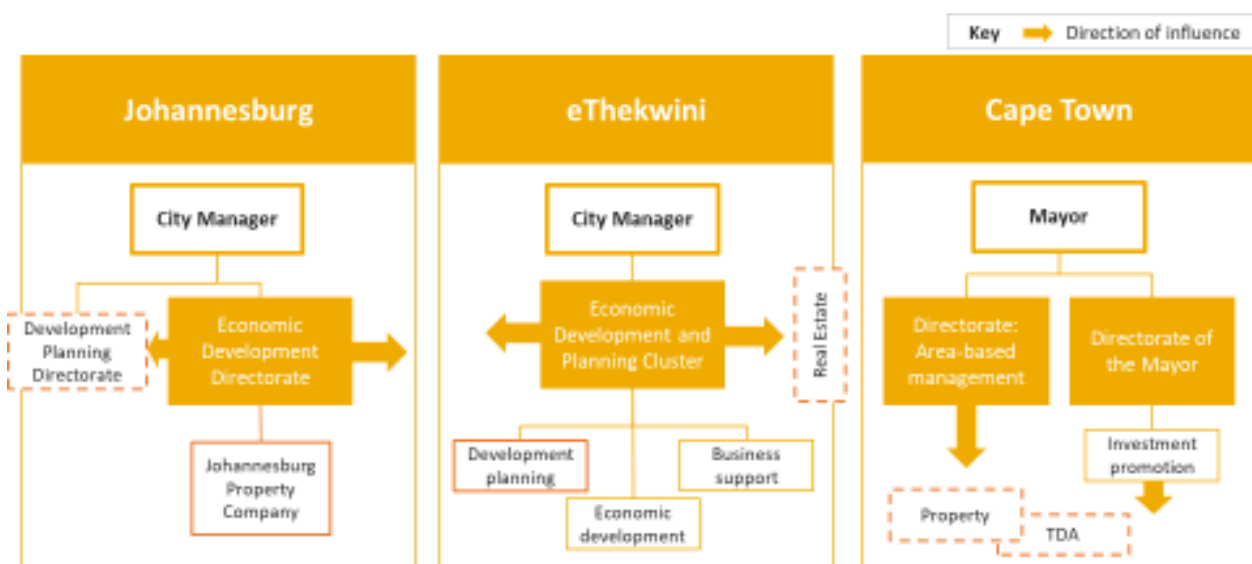 Key Direction of influence
Johannesburg
City Manager
Development
Planning
Directorate
Economic
Development
Directorate
Johannesburg
Property
Company
eThekwini
City Manager
Economic
Development and
Planning Cluster
Real Estate
Development
planning
Business
support
Economic
development
Cape Town
Mayor
Directorate:
Area-based
management
Directorate of
the Mayor
Investment
promotion
Property
TDA